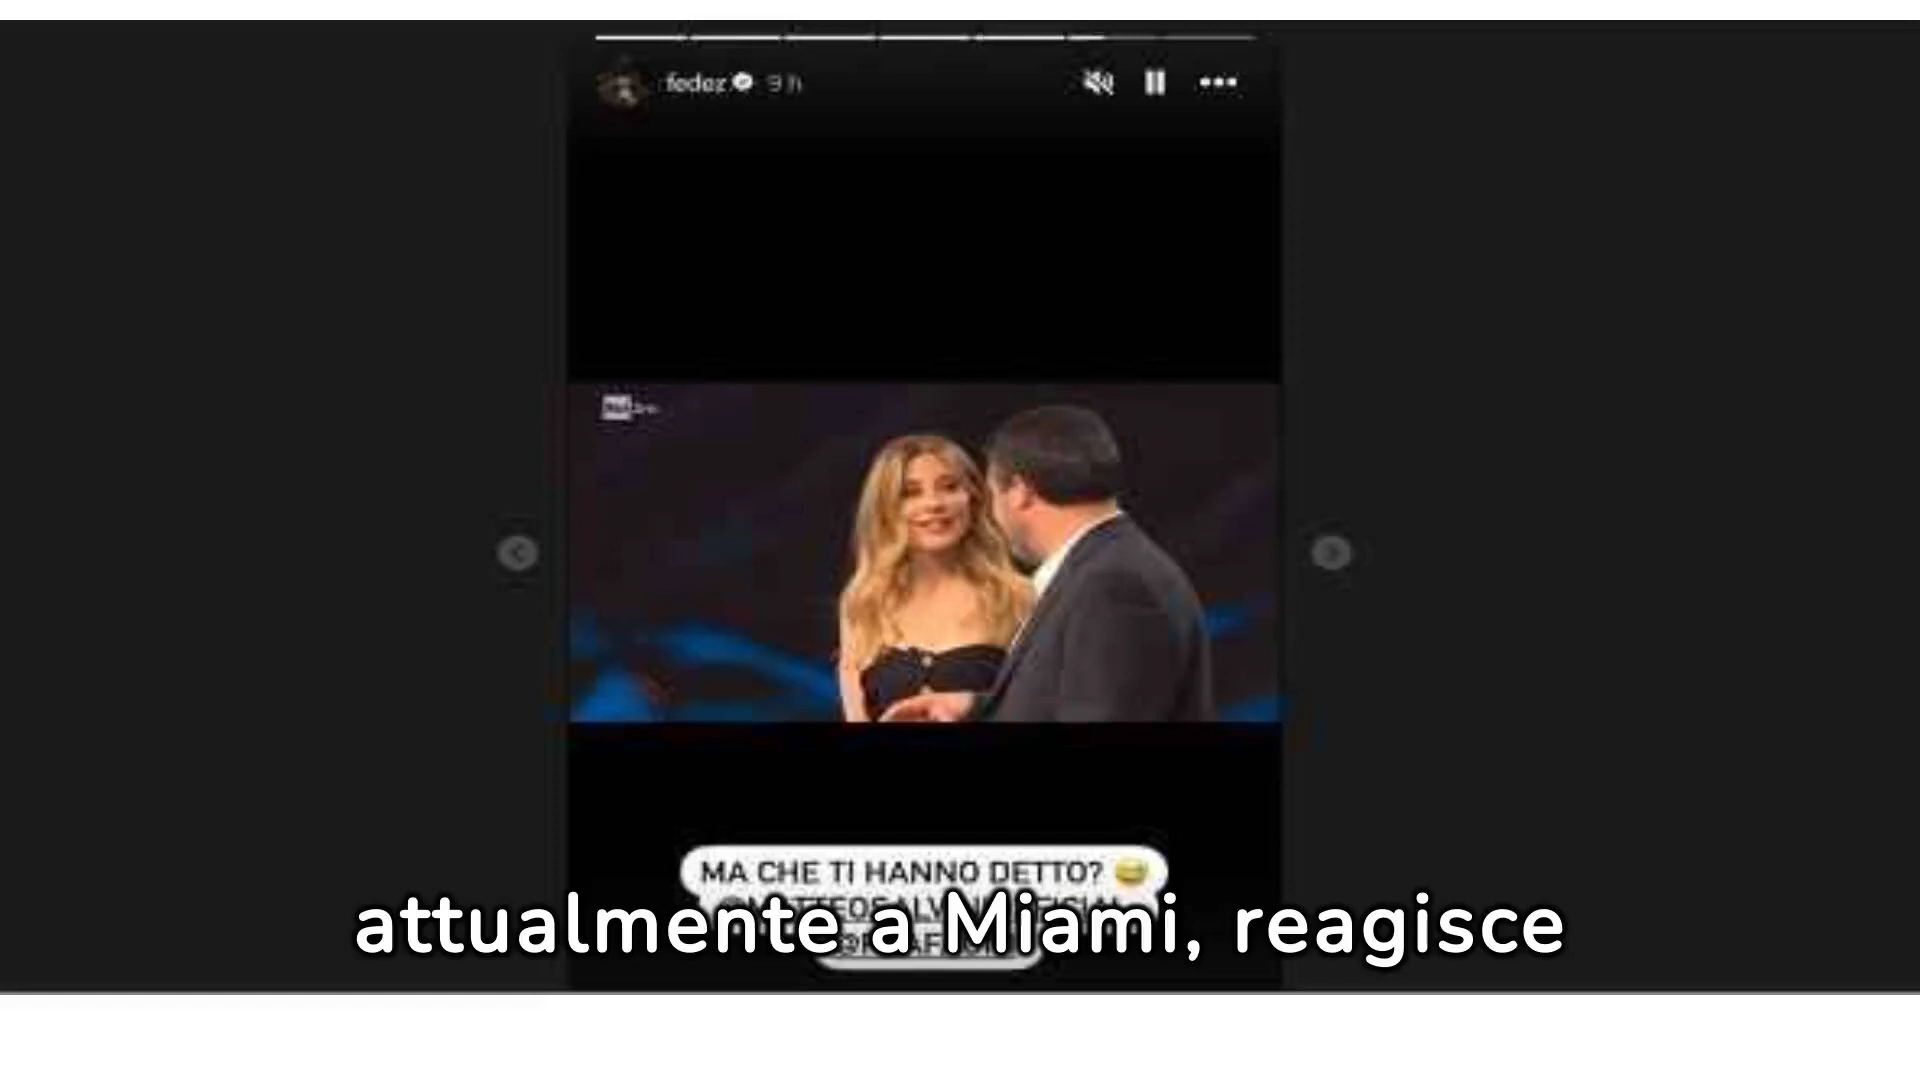 fedez 9 h
MA CHE TI HANNO DETTO? 😅
attualmente a Miami, reagisce